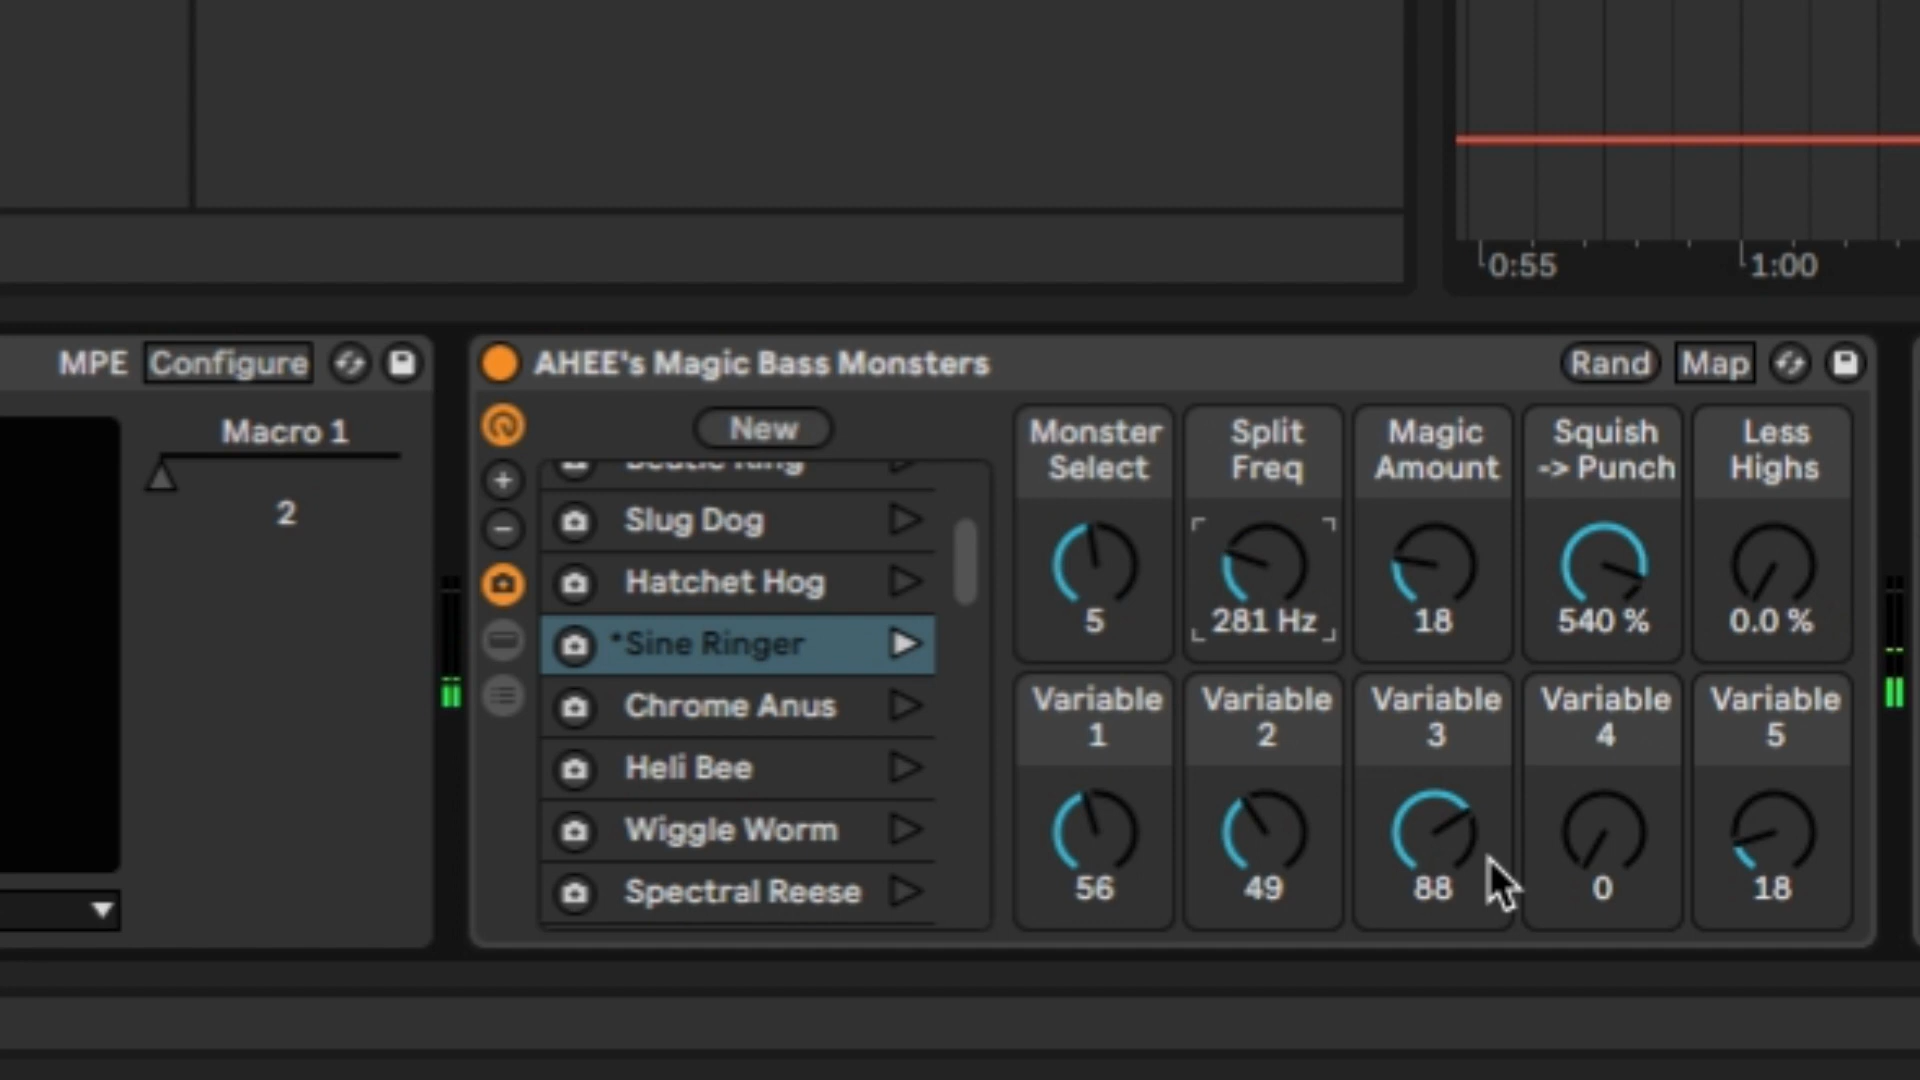 0:55
1:00
MPE Configure
Macro 1
2
AHEE's Magic Bass Monsters
Rand Map
New
Slug Dog
Hatchet Hog
*Sine Ringer
Chrome Anus
Heli Bee
Wiggle Worm
Spectral Reese
Monster
Select
5
Split
Freq
281 Hz
Magic
Amount
18
Squish
-> Punch
540 %
Less
Highs
0.0 %
Variable
1
56
Variable
2
49
Variable
3
88
Variable
4
0
Variable
5
18